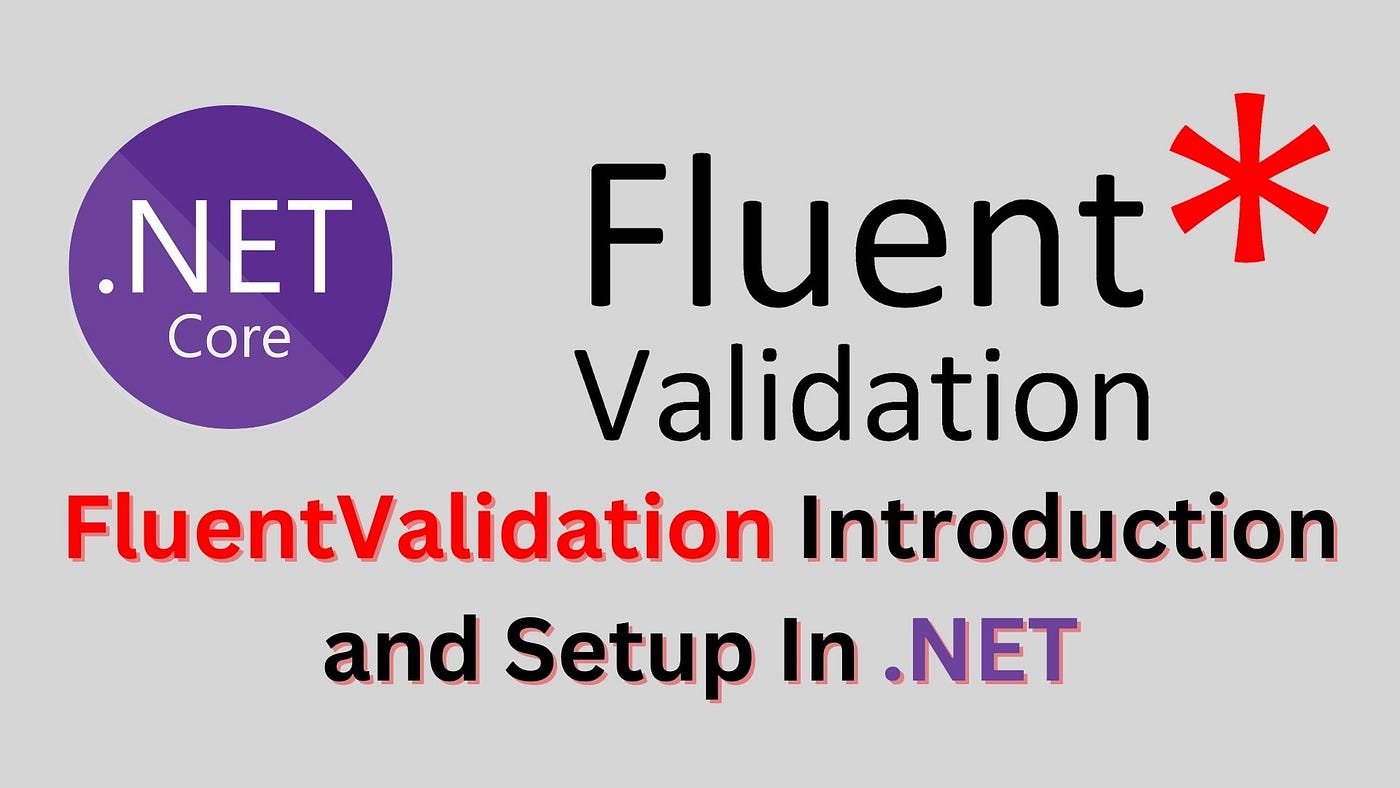 .NET
Core
Fluent*
Validation
FluentValidation Introduction
and Setup In .NET